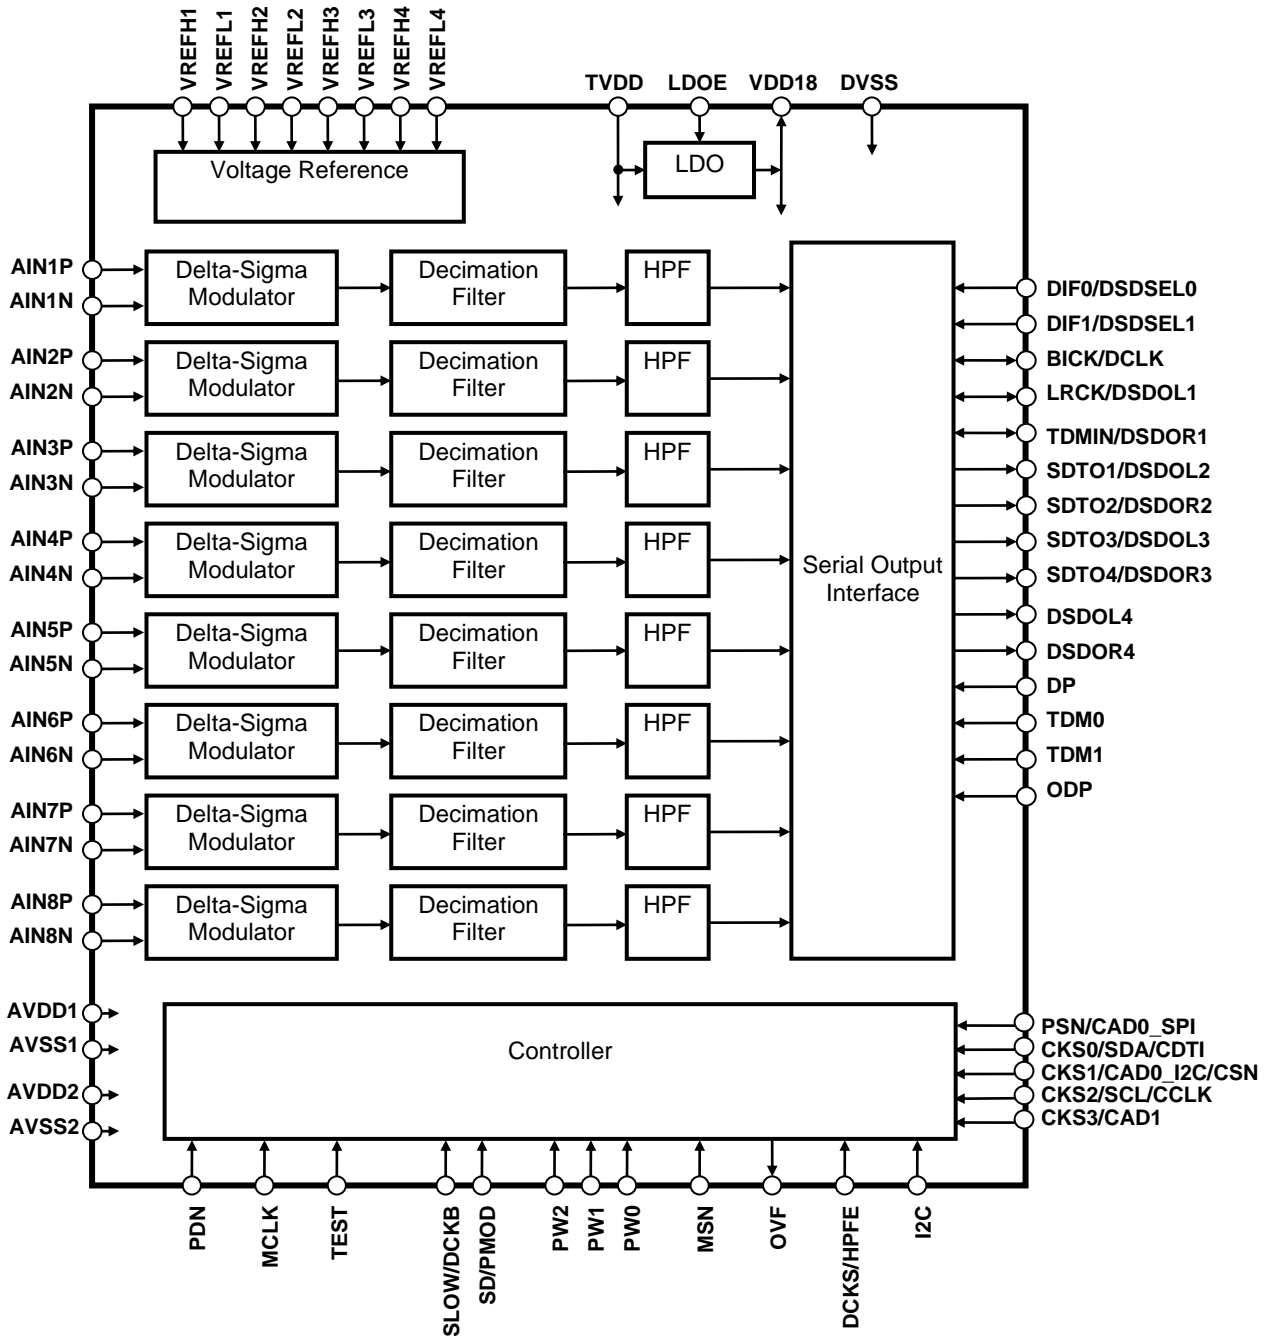 VREFH1
VREFL1
VREFH2
VREFL2
VREFH3
VREFL3
VREFH4
VREFL4
TVDD
LDOE
VDD18
DVSS
Voltage Reference
LDO
AIN1P
AIN1N
Delta-Sigma
Modulator
Decimation
Filter
HPF
AIN2P
AIN2N
Delta-Sigma
Modulator
Decimation
Filter
HPF
AIN3P
AIN3N
Delta-Sigma
Modulator
Decimation
Filter
HPF
AIN4P
AIN4N
Delta-Sigma
Modulator
Decimation
Filter
HPF
AIN5P
AIN5N
Delta-Sigma
Modulator
Decimation
Filter
HPF
AIN6P
AIN6N
Delta-Sigma
Modulator
Decimation
Filter
HPF
AIN7P
AIN7N
Delta-Sigma
Modulator
Decimation
Filter
HPF
AIN8P
AIN8N
Delta-Sigma
Modulator
Decimation
Filter
HPF
Serial Output
Interface
DIF0/DSDSEL0
DIF1/DSDSEL1
BICK/DCLK
LRCK/DSDOL1
TDMIN/DSDOR1
SDTO1/DSDOL2
SDTO2/DSDOR2
SDTO3/DSDOL3
SDTO4/DSDOR3
DSDOL4
DSDOR4
DP
TDM0
TDM1
ODP
AVDD1
AVSS1
AVDD2
AVSS2
Controller
PSN/CAD0_SPI
CKS0/SDA/CDTI
CKS1/CAD0_I2C/CSN
CKS2/SCL/CCLK
CKS3/CAD1
PDN
MCLK
TEST
SLOW/DCKB
SD/PMOD
PW2
PW1
PW0
MSN
OVF
DCKS/HPFE
I2C